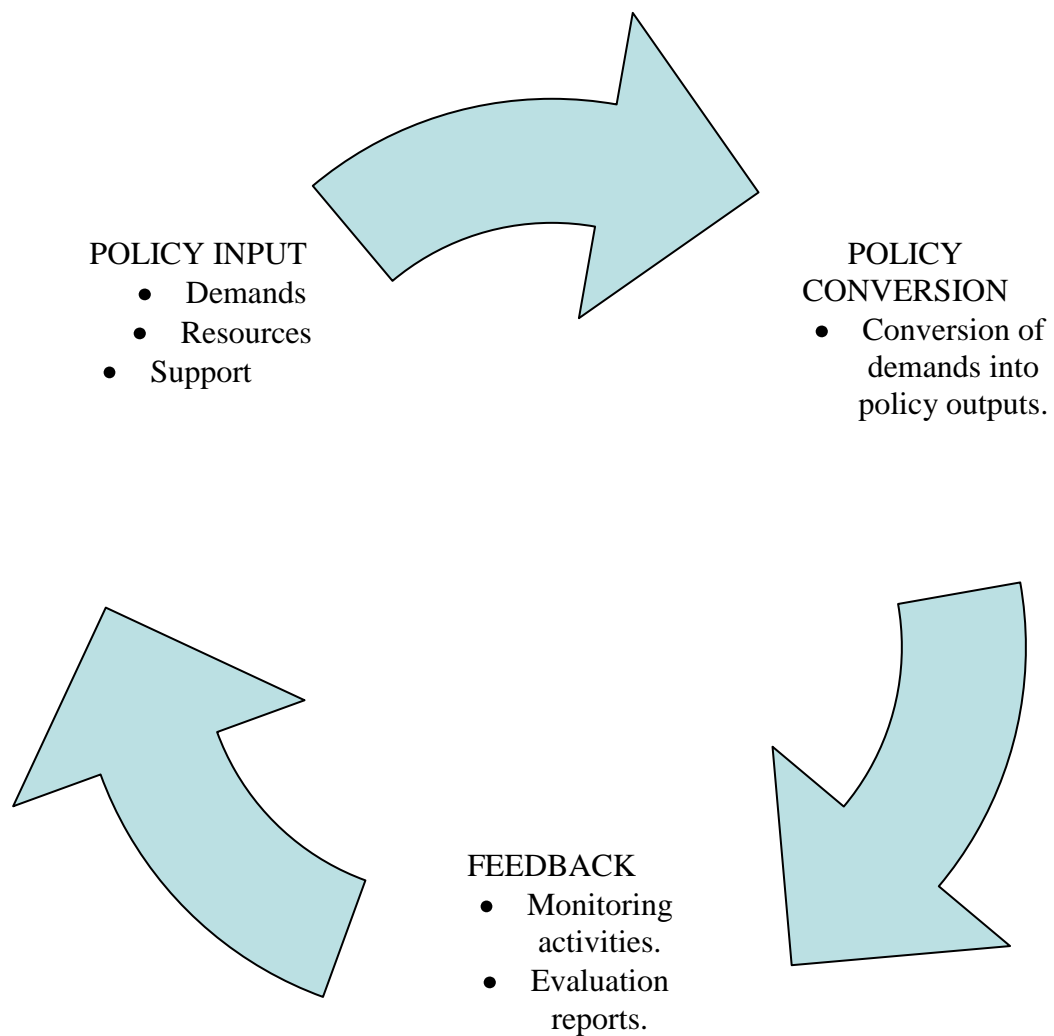 POLICY INPUT
• Demands
• Resources
• Support
POLICY
CONVERSION
• Conversion of
demands into
policy outputs.
FEEDBACK
• Monitoring
activities.
• Evaluation
reports.